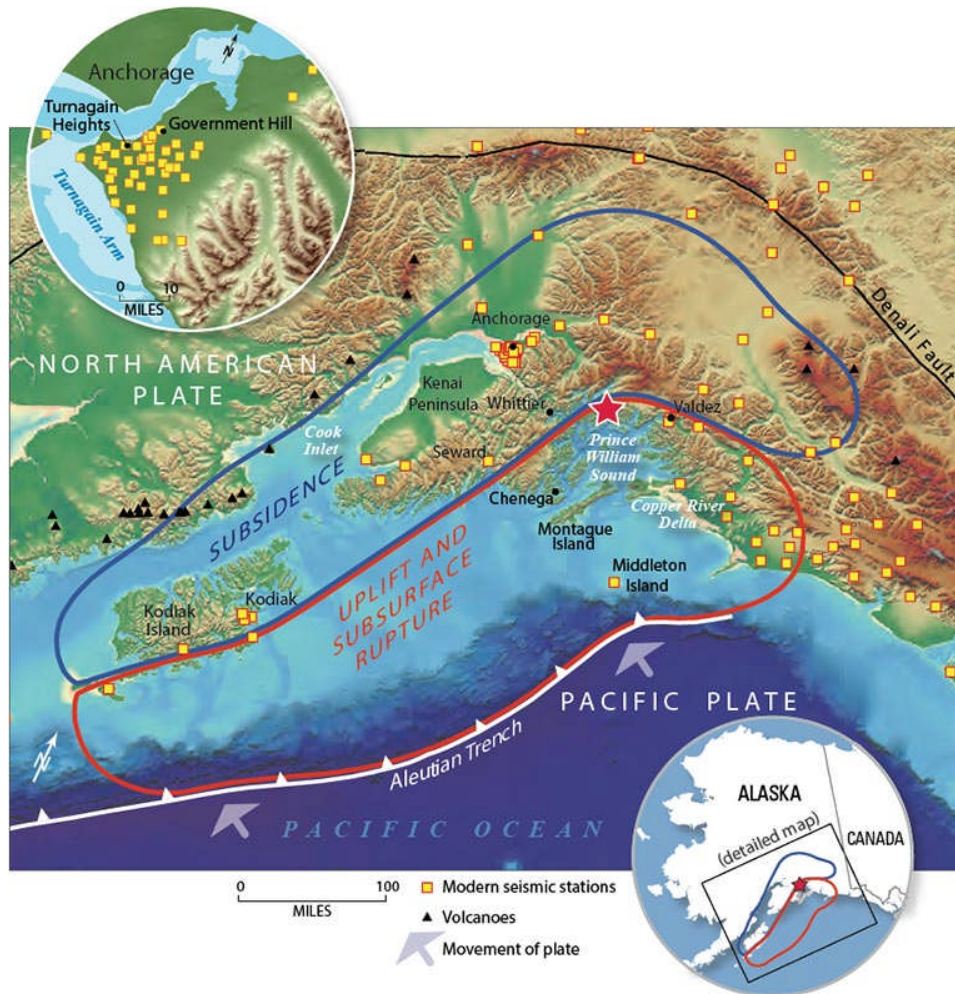 N
Anchorage
Turnagain
Heights
Government Hill
Turnagain Arm
0 10
MILES
Denali Fault
NORTH AMERICAN
PLATE
Anchorage
Kenai
Peninsula
Whittier
Valdez
Cook
Inlet
Prince
William
Sound
Seward
SUBSIDENCE
Chenega
Copper River
Delta
Montague
Island
UPLIFT AND
SUBSURFACE
RUPTURE
Middleton
Island
Kodiak
Kodiak
Island
PACIFIC PLATE
Aleutian Trench
N
PACIFIC OCEAN
ALASKA
CANADA
(detailed map)
0 100
MILES
Modern seismic stations
Volcanoes
Movement of plate